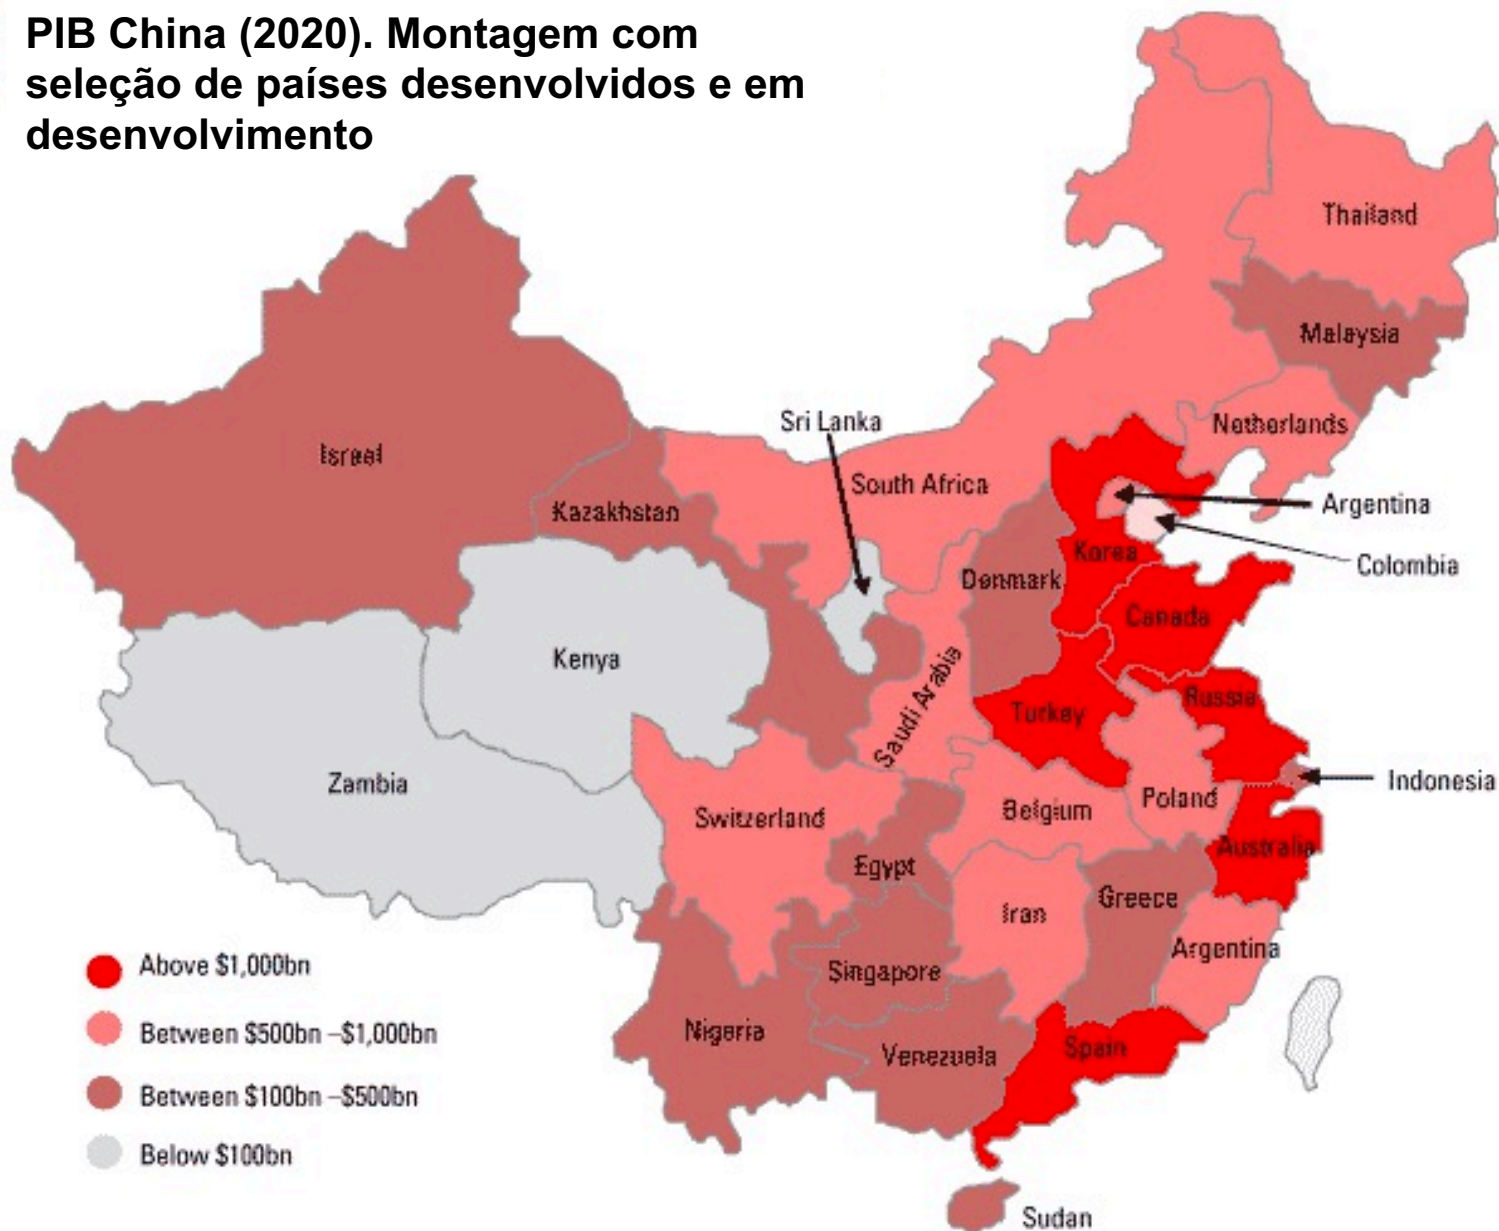 PIB China (2020). Montagem com
seleção de países desenvolvidos e em
desenvolvimento
Thailand
Malaysia
Sri Lanka
Netherlands
Israel
South Africa
Kazakhstan
Argentina
Korea
Colombia
Denmark
Canada
Kenya
Saudi Arabia
Russia
Turkey
Zambia
Indonesia
Switzerland
Belgium
Poland
Australia
Egypt
Greece
Iran
Argentina
Above $1,000bn
Singapore
Between $500bn –$1,000bn
Nigeria
Venezuela
Spain
Between $100bn –$500bn
Below $100bn
Sudan